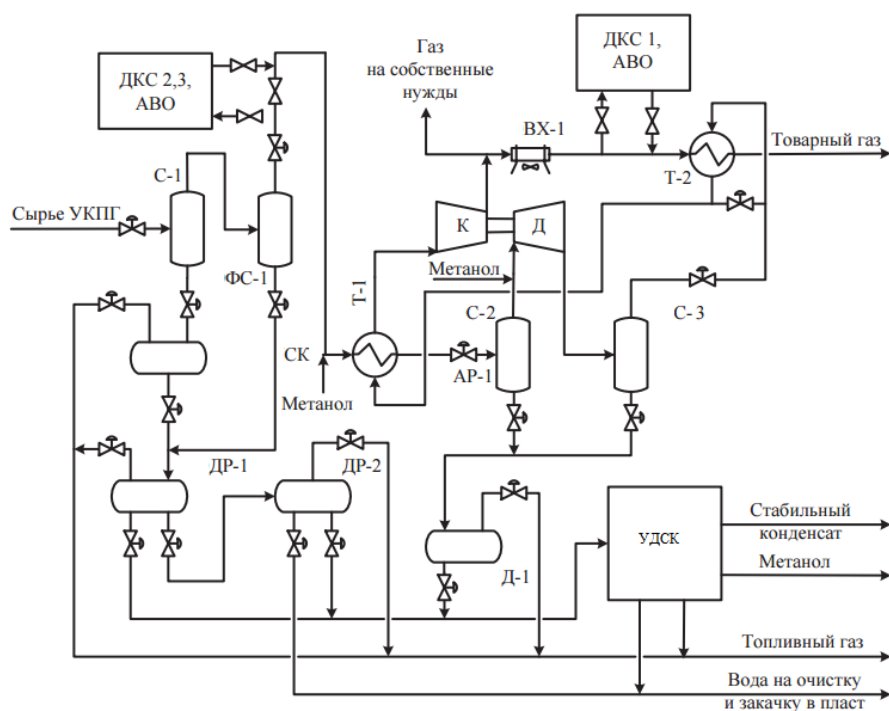 Газ
на собственные
нужды
ДКС 1,
АВО
ДКС 2,3,
АВО
ВХ-1
Товарный газ
Т-2
С-1
Сырье УКПГ
К
Д
Метанол
ФС-1
Т-1
С-2
С-3
СК
АР-1
Метанол
ДР-1
ДР-2
Д-1
УДСК
Стабильный
конденсат
Метанол
Топливный газ
Вода на очистку
и закачку в пласт